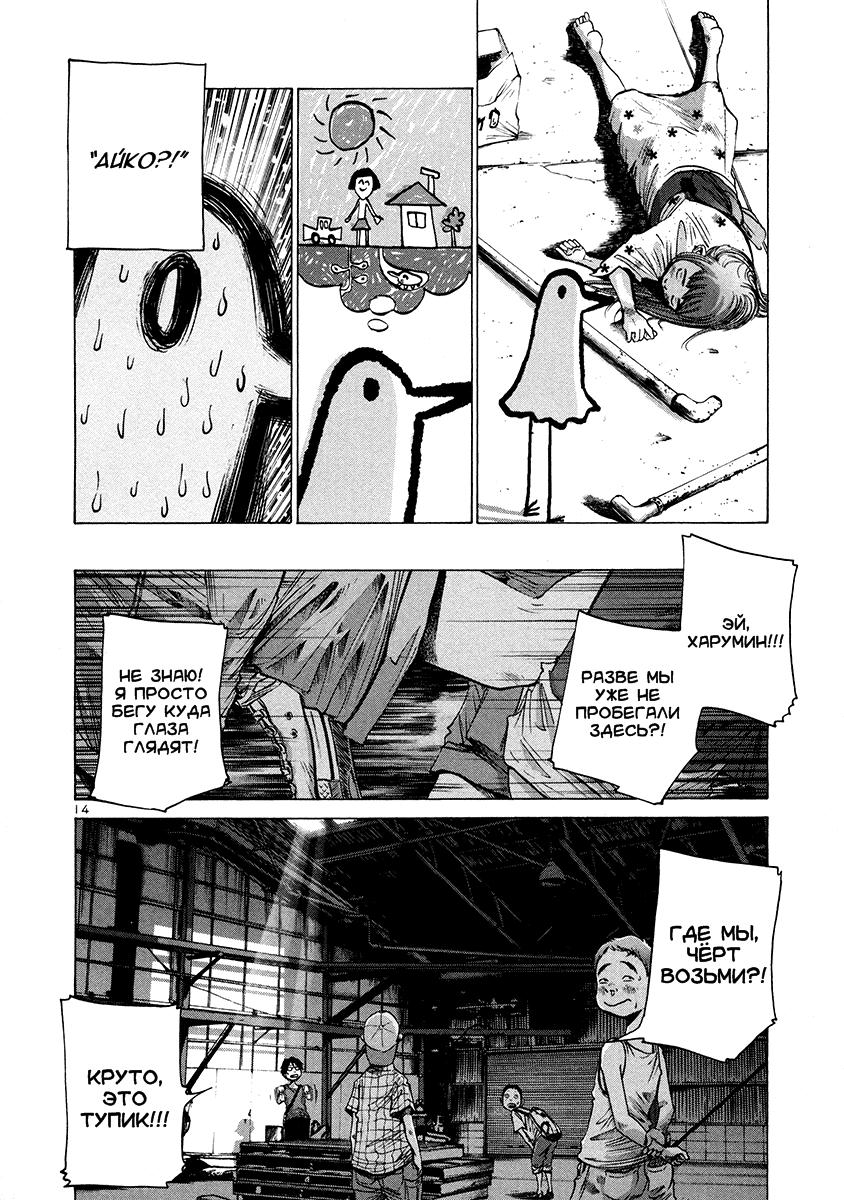 "АЙКО?!"
ЭЙ,
ХАРУМИН!!!
РАЗВЕ МЫ
УЖЕ НЕ
ПРОБЕГАЛИ
ЗДЕСЬ?!
НЕ ЗНАЮ!
Я ПРОСТО
БЕГУ КУДА
ГЛАЗА
ГЛЯДЯТ!
14
ГДЕ МЫ,
ЧЁРТ
ВОЗЬМИ?!
КРУТО,
ЭТО
ТУПИК!!!